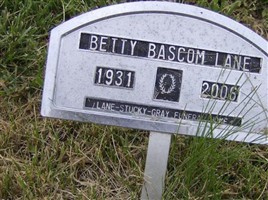 BETTY BASCOM LANE
1931 2006
LANE-STUCKY-GRAY FUNERAL